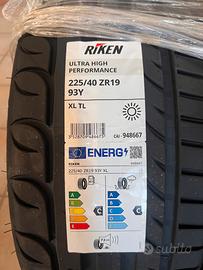 RIKEN
ULTRA HIGH
PERFORMANCE
225/40 ZR19
93Y
XL TL
CAI - 948667
ENERG
RIKEN
225/40 ZR19 93Y XL
A
B
C
D
E
A
B
C
D
E
subito